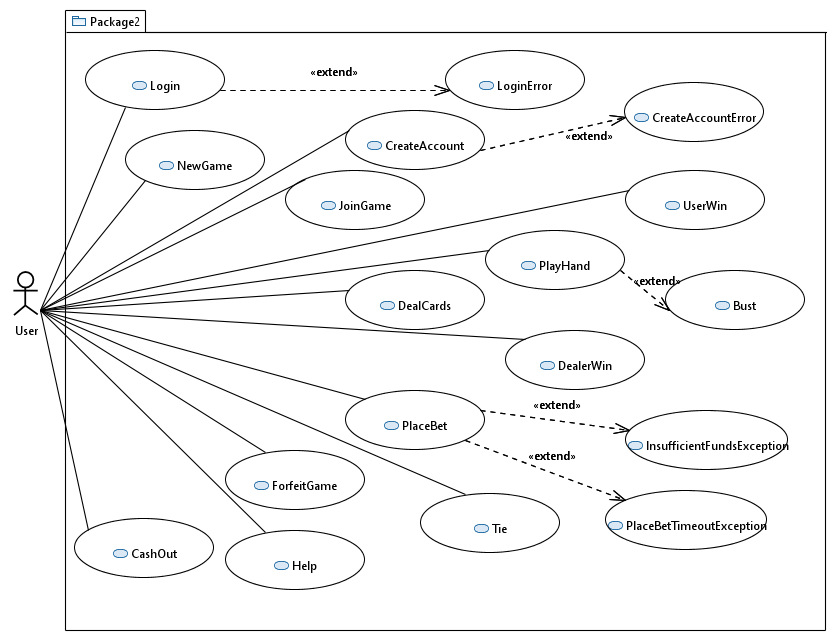 Package2
Login
«extend»
LoginError
CreateAccount
«extend»
CreateAccountError
NewGame
JoinGame
UserWin
PlayHand
«extend»
Bust
User
DealCards
DealerWin
PlaceBet
«extend»
InsufficientFundsException
«extend»
PlaceBetTimeoutException
ForfeitGame
Tie
CashOut
Help